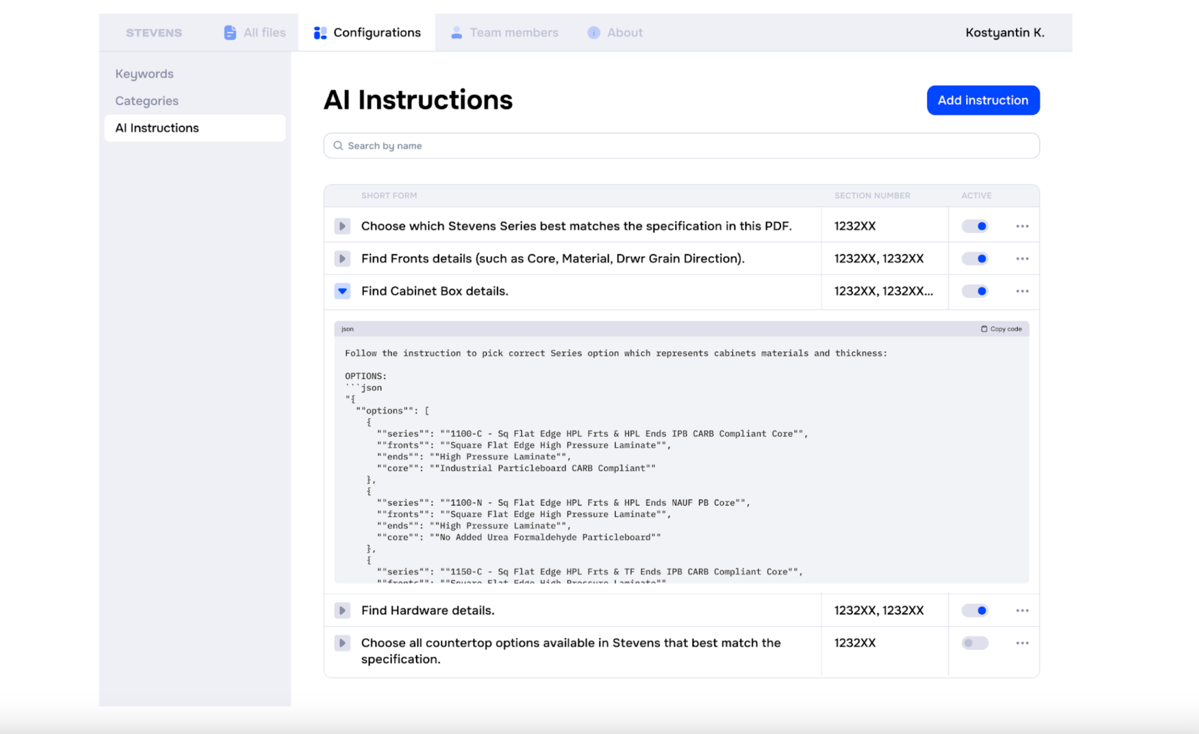 STEVENS All files Configurations Team members About Kostyantin K.
Keywords
Categories
AI Instructions
AI Instructions
Add instruction
Search by name
SHORT FORM SECTION NUMBER ACTIVE
Choose which Stevens Series best matches the specification in this PDF. 1232XX
Find Fronts details (such as Core, Material, Drwr Grain Direction). 1232XX, 1232XX
Find Cabinet Box details. 1232XX, 1232XX...
json Copy code
Follow the instruction to pick correct Series option which represents cabinets materials and thickness:
OPTIONS:
```json
"{
""options"": [
{
""series"": ""1100-C - Sq Flat Edge HPL Frts & HPL Ends IPB CARB Compliant Core"",
""fronts"": ""Square Flat Edge High Pressure Laminate"",
""ends"": ""High Pressure Laminate"",
""core"": ""Industrial Particleboard CARB Compliant""
},
{
""series"": ""1100-N - Sq Flat Edge HPL Frts & HPL Ends NAUF PB Core"",
""fronts"": ""Square Flat Edge High Pressure Laminate"",
""ends"": ""High Pressure Laminate"",
""core"": ""No Added Urea Formaldehyde Particleboard""
},
{
""series"": ""1150-C - Sq Flat Edge HPL Frts & TF Ends IPB CARB Compliant Core"",
""fronts"": ""Square Flat Edge High Pressure Laminate""
Find Hardware details. 1232XX, 1232XX
Choose all countertop options available in Stevens that best match the 1232XX
specification.